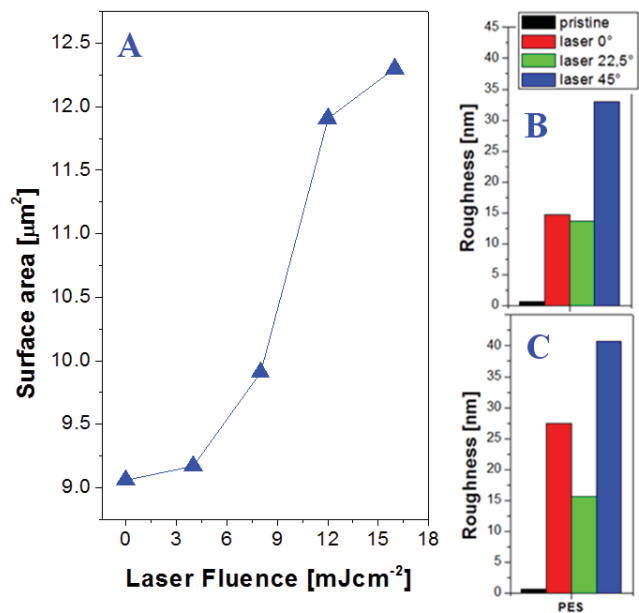 A
12.5
12.0
11.5
11.0
10.5
10.0
9.5
9.0
Surface area [μm²]
0 3 6 9 12 15 18
Laser Fluence [mJcm⁻²]
pristine
laser 0°
laser 22,5°
laser 45°
B
45
40
35
30
25
20
15
10
5
0
Roughness [nm]
C
45
40
35
30
25
20
15
10
5
0
Roughness [nm]
PES